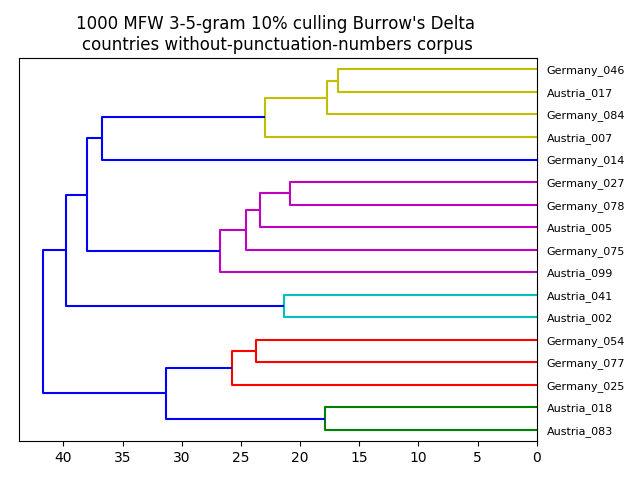 1000 MFW 3-5-gram 10% culling Burrow's Delta
countries without-punctuation-numbers corpus
Germany_046
Austria_017
Germany_084
Austria_007
Germany_014
Germany_027
Germany_078
Austria_005
Germany_075
Austria_099
Austria_041
Austria_002
Germany_054
Germany_077
Germany_025
Austria_018
Austria_083
40 35 30 25 20 15 10 5 0